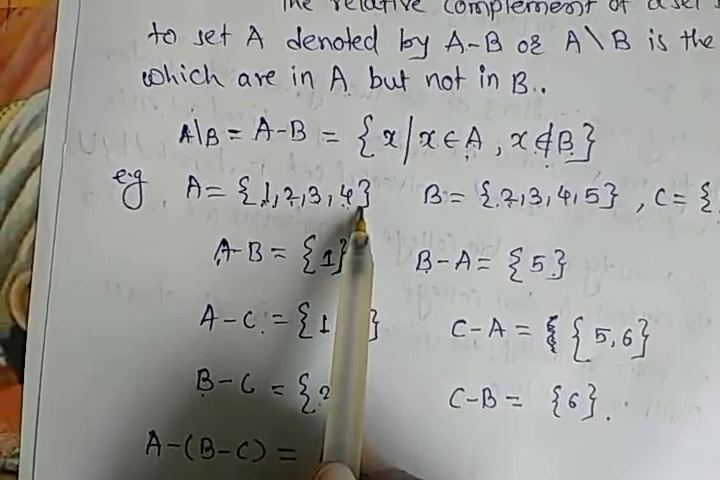 The relative complement of a set
to set A denoted by A-B or A\B is the
which are in A but not in B..
A\B = A-B = {x/x∈A, x∉B}
e.g A = {1,2,3,4} B = {2,3,4,5}, C = {
A-B = {1} B-A = {5}
A-C = {1 } C-A = { 5,6}
B-C = {2 C-B = {6}.
A-(B-C) =